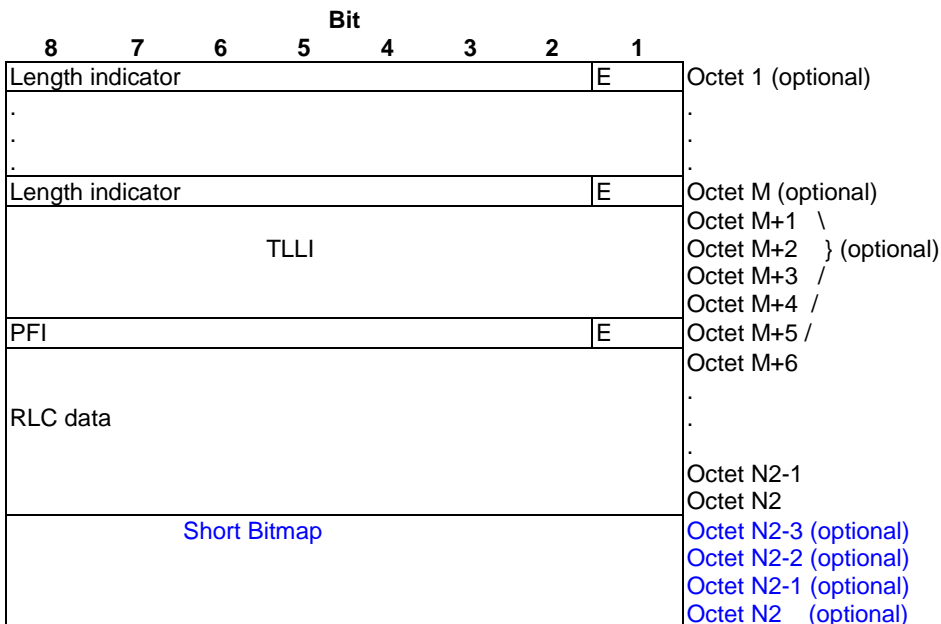 Bit
8 7 6 5 4 3 2 1
Length indicator E Octet 1 (optional)
. .
. .
. .
Length indicator E Octet M (optional)
Octet M+1 \
TLLI Octet M+2 } (optional)
Octet M+3 /
Octet M+4 /
PFI E Octet M+5 /
Octet M+6
.
RLC data .
.
Octet N2-1
Octet N2
Short Bitmap Octet N2-3 (optional)
Octet N2-2 (optional)
Octet N2-1 (optional)
Octet N2 (optional)